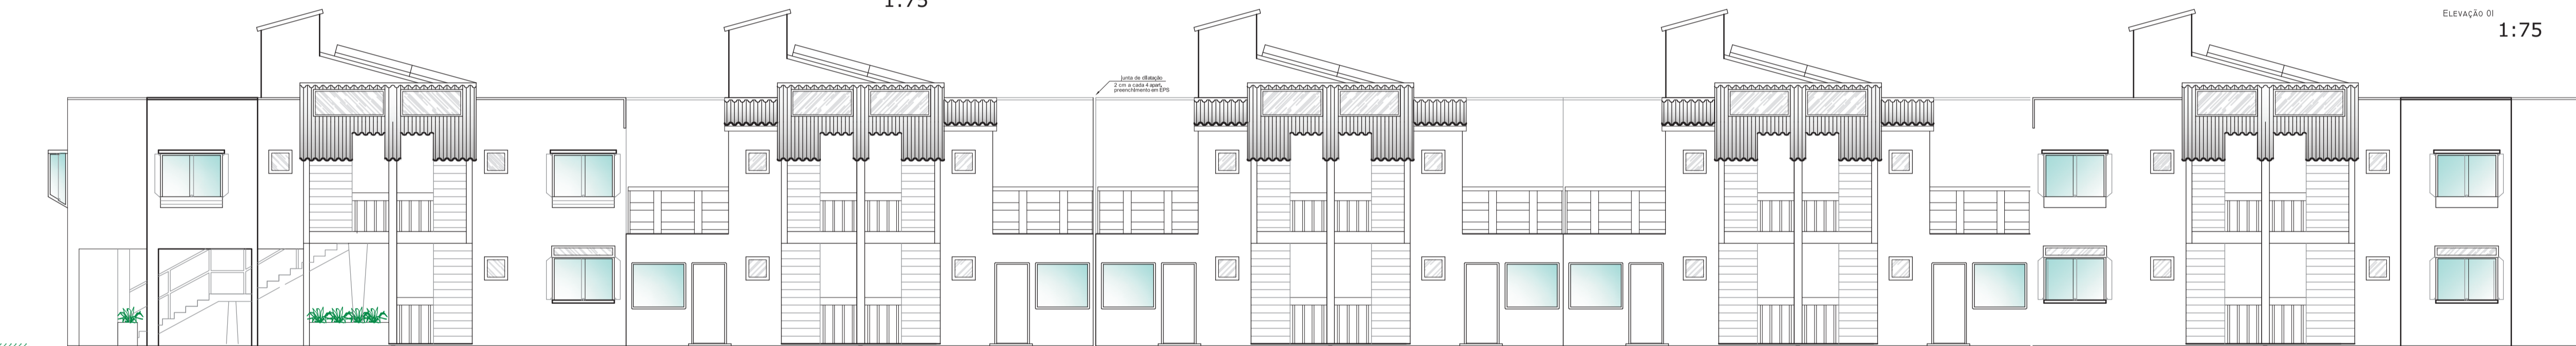 1:75
ELEVAÇÃO 01
1:75
junta de dilatação
2 cm a cada 4 apart.
preenchimento em EPS